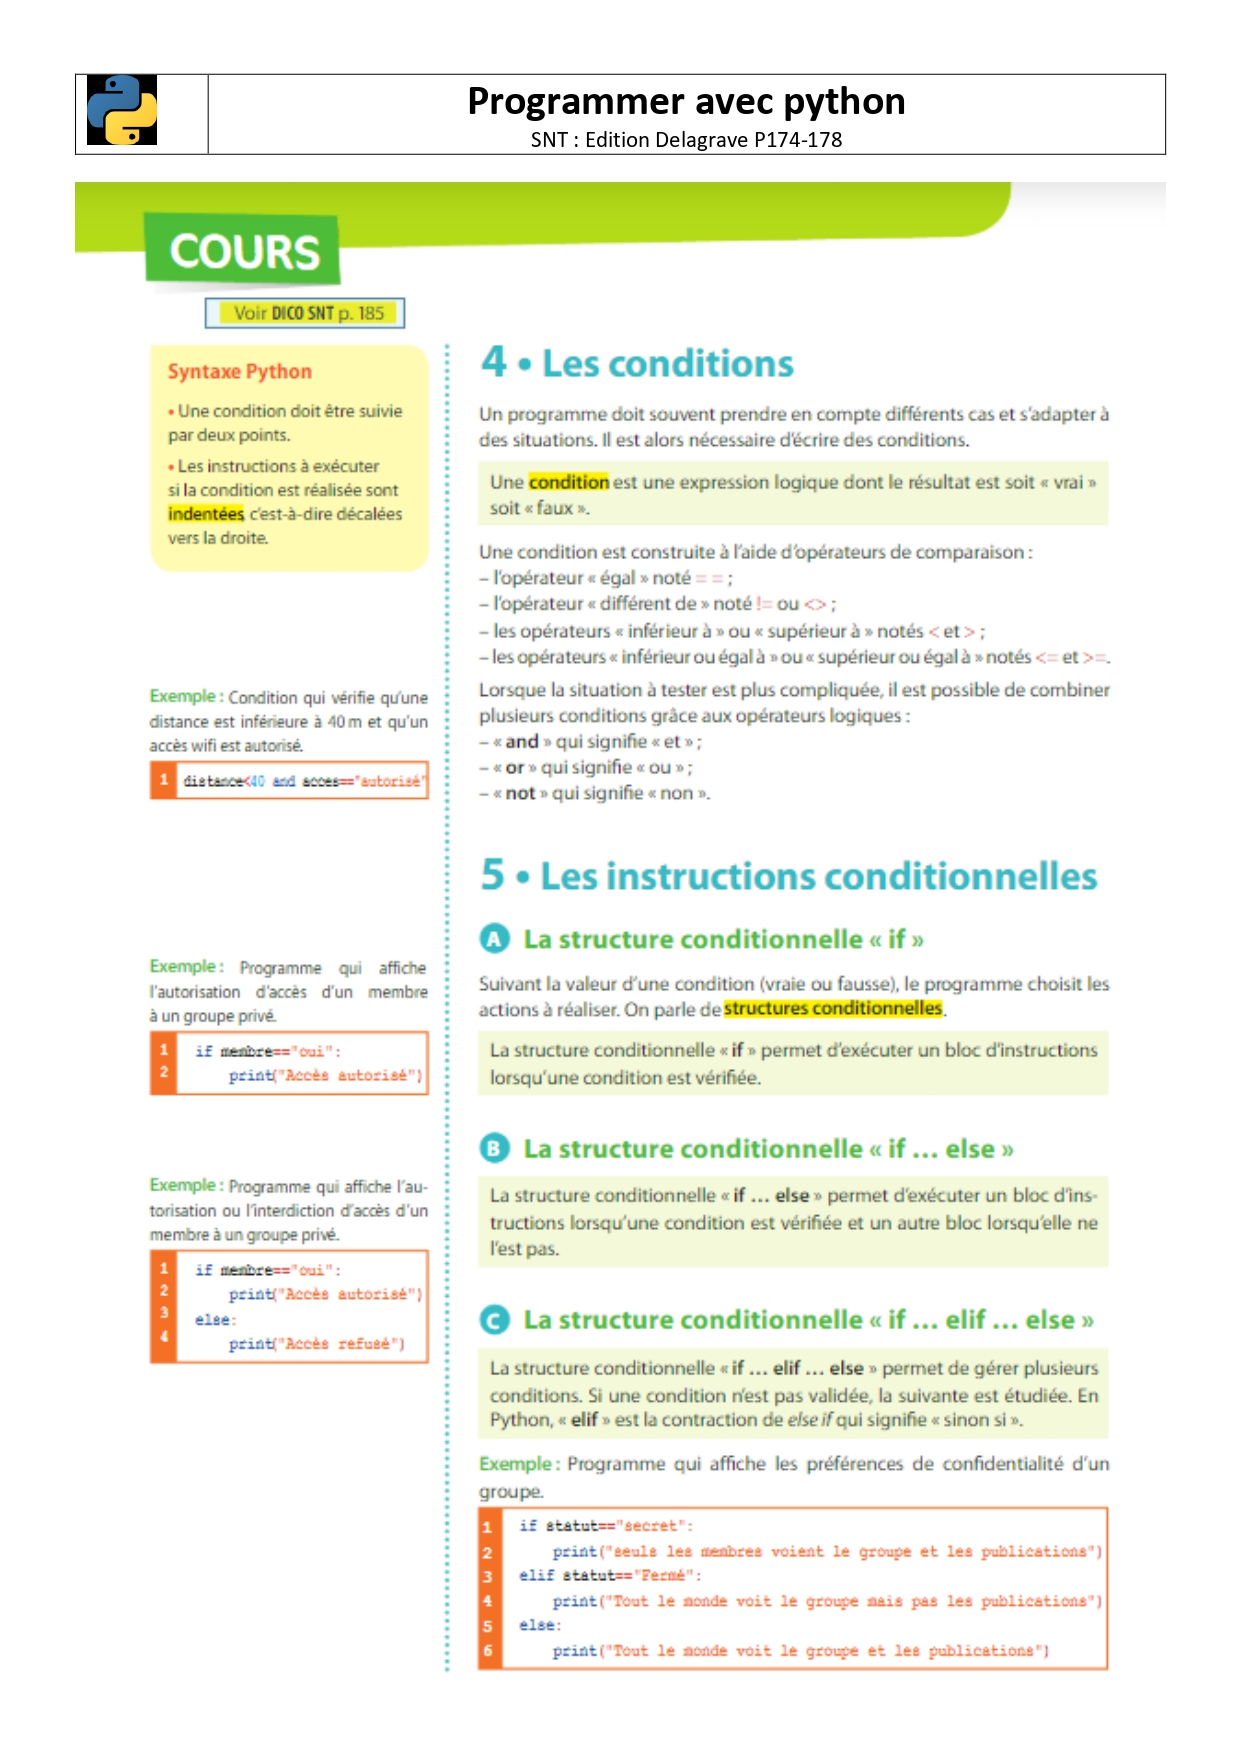 Programmer avec python
SNT : Edition Delagrave P174-178
COURS
Voir DICO SNT p. 185
Syntaxe Python
• Une condition doit être suivie
par deux points.
• Les instructions à exécuter
si la condition est réalisée sont
indentées, c'est-à-dire décalées
vers la droite.
Exemple : Condition qui vérifie qu'une
distance est inférieure à 40 m et qu'un
accès wifi est autorisé.
1 distance<40 and acces=="autorisé"
Exemple : Programme qui affiche
l'autorisation d'accès d'un membre
à un groupe privé.
1 if membre=="oui":
2 print("Accès autorisé")
Exemple : Programme qui affiche l'au-
torisation ou l'interdiction d'accès d'un
membre à un groupe privé.
1 if membre=="oui":
2 print("Accès autorisé")
3 else:
4 print("Accès refusé")
4 • Les conditions
Un programme doit souvent prendre en compte différents cas et s'adapter à
des situations. Il est alors nécessaire d'écrire des conditions.
Une condition est une expression logique dont le résultat est soit « vrai »
soit « faux ».
Une condition est construite à l'aide d'opérateurs de comparaison :
– l'opérateur « égal » noté = = ;
– l'opérateur « différent de » noté != ou <> ;
– les opérateurs « inférieur à » ou « supérieur à » notés < et > ;
– les opérateurs « inférieur ou égal à » ou « supérieur ou égal à » notés <= et >=.
Lorsque la situation à tester est plus compliquée, il est possible de combiner
plusieurs conditions grâce aux opérateurs logiques :
– « and » qui signifie « et » ;
– « or » qui signifie « ou » ;
– « not » qui signifie « non ».
5 • Les instructions conditionnelles
A La structure conditionnelle « if »
Suivant la valeur d'une condition (vraie ou fausse), le programme choisit les
actions à réaliser. On parle de structures conditionnelles.
La structure conditionnelle « if » permet d'exécuter un bloc d'instructions
lorsqu'une condition est vérifiée.
B La structure conditionnelle « if ... else »
La structure conditionnelle « if ... else » permet d'exécuter un bloc d'ins-
tructions lorsqu'une condition est vérifiée et un autre bloc lorsqu'elle ne
l'est pas.
C La structure conditionnelle « if ... elif ... else »
La structure conditionnelle « if ... elif ... else » permet de gérer plusieurs
conditions. Si une condition n'est pas validée, la suivante est étudiée. En
Python, « elif » est la contraction de else if qui signifie « sinon si ».
Exemple : Programme qui affiche les préférences de confidentialité d'un
groupe.
1 if statut=="secret":
2 print("seuls les membres voient le groupe et les publications")
3 elif statut=="Fermé":
4 print("Tout le monde voit le groupe mais pas les publications")
5 else:
6 print("Tout le monde voit le groupe et les publications")